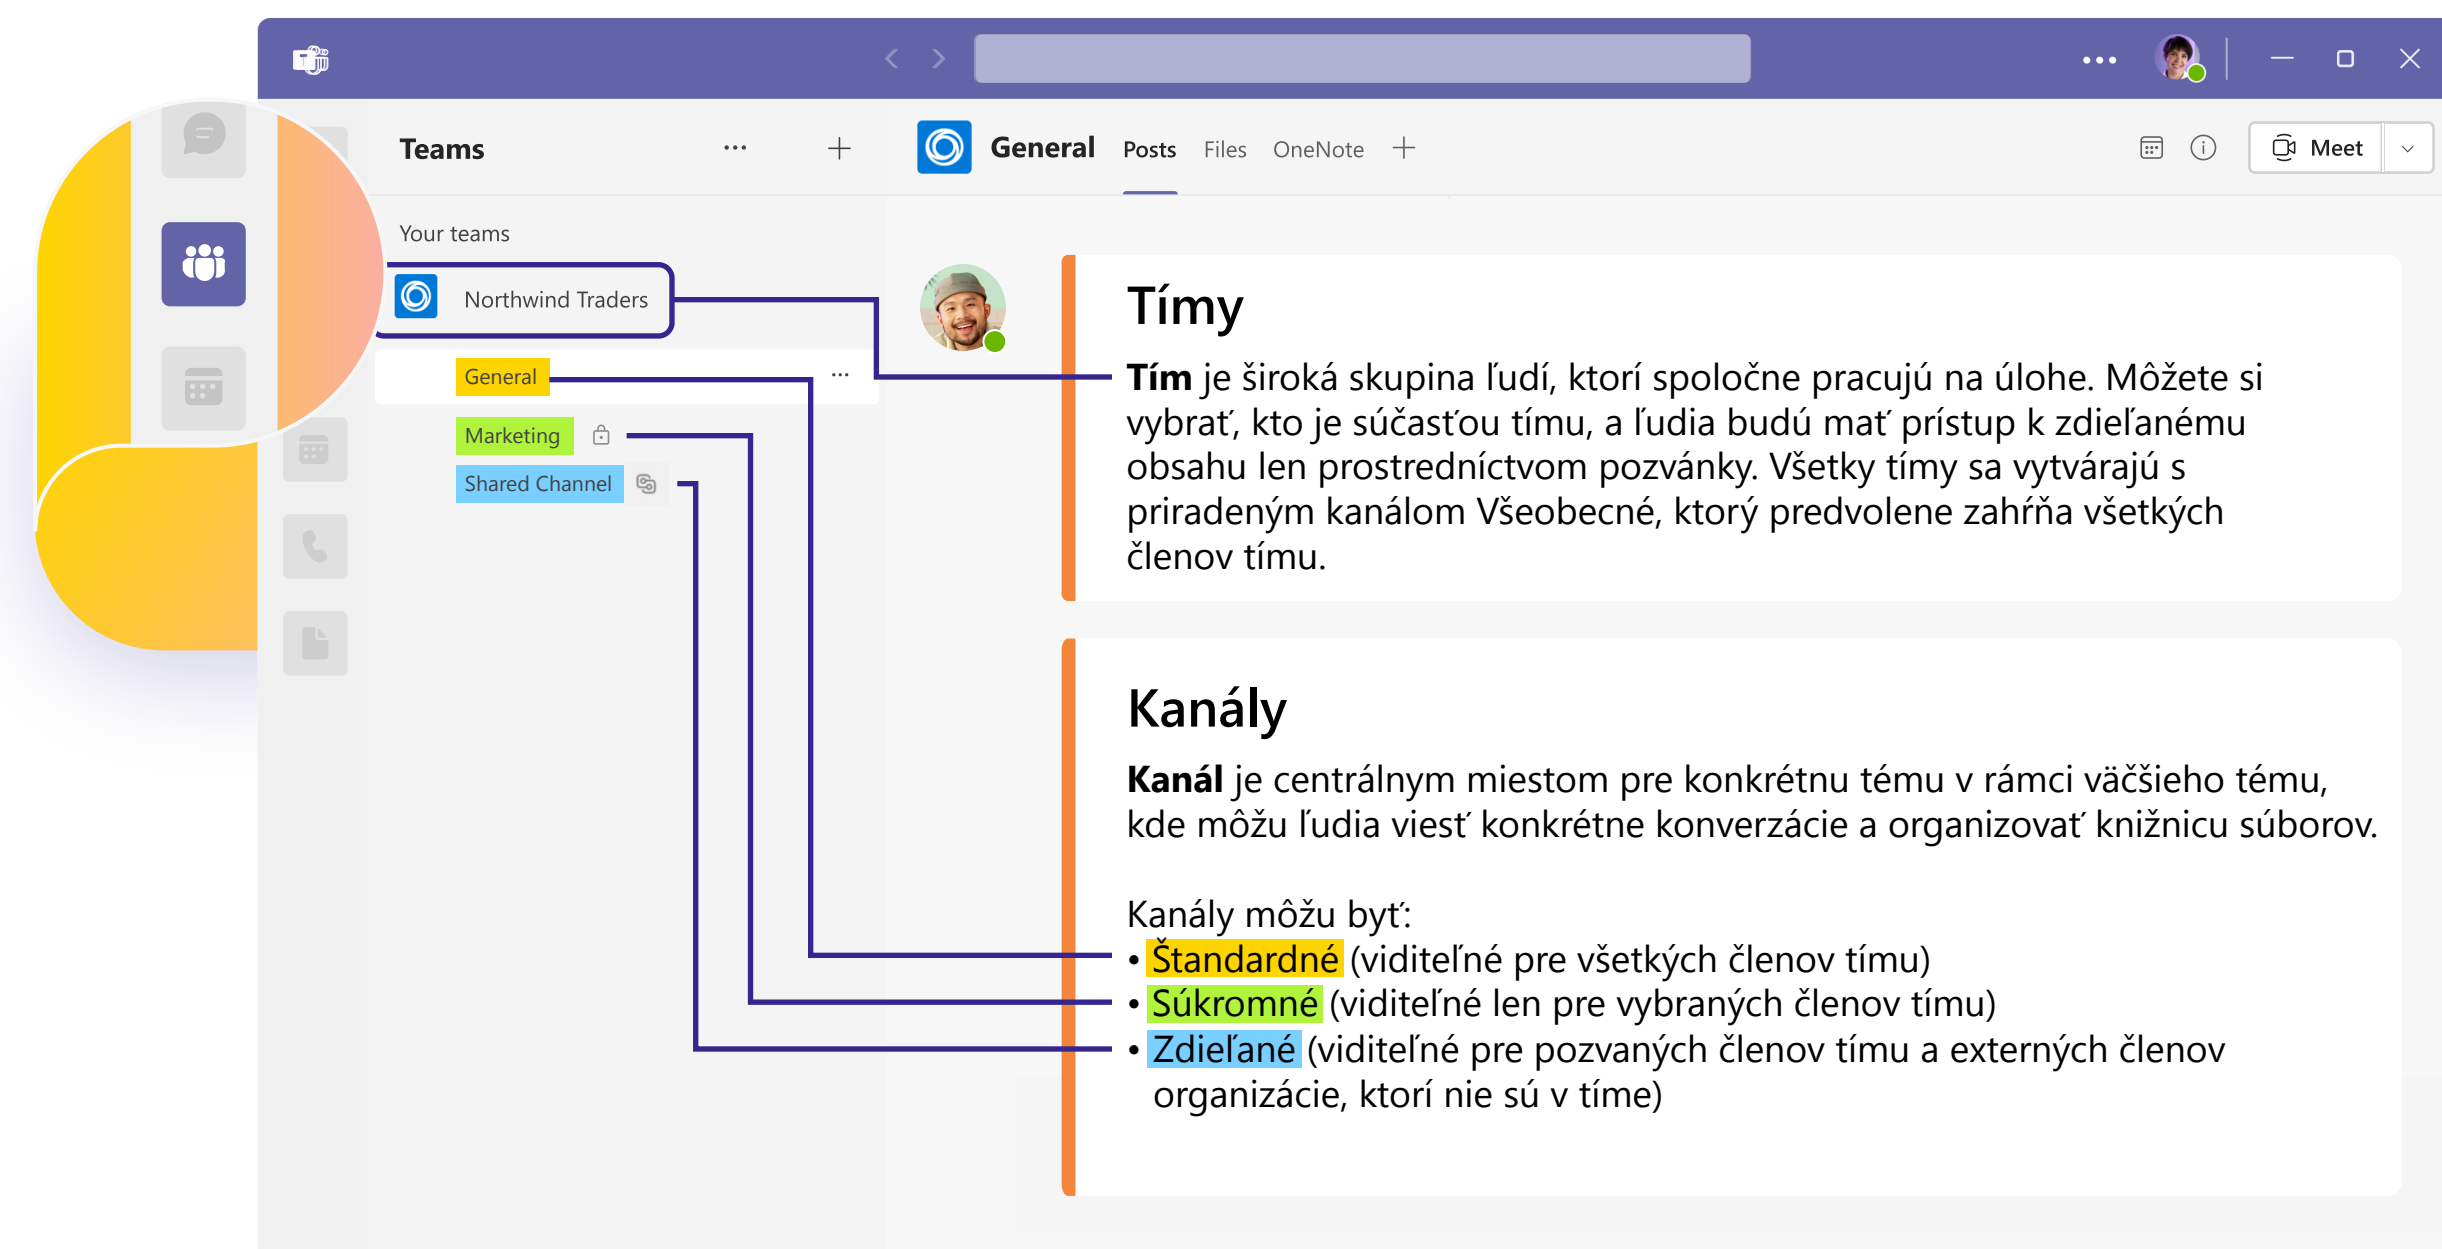 Teams
General Posts Files OneNote
Meet
Your teams
Northwind Traders
General
Marketing
Shared Channel
Tímy
Tím je široká skupina ľudí, ktorí spoločne pracujú na úlohe. Môžete si
vybrať, kto je súčasťou tímu, a ľudia budú mať prístup k zdieľanému
obsahu len prostredníctvom pozvánky. Všetky tímy sa vytvárajú s
priradeným kanálom Všeobecné, ktorý predvolene zahŕňa všetkých
členov tímu.
Kanály
Kanál je centrálnym miestom pre konkrétnu tému v rámci väčšieho tému,
kde môžu ľudia viesť konkrétne konverzácie a organizovať knižnicu súborov.
Kanály môžu byť:
• Štandardné (viditeľné pre všetkých členov tímu)
• Súkromné (viditeľné len pre vybraných členov tímu)
• Zdieľané (viditeľné pre pozvaných členov tímu a externých členov
organizácie, ktorí nie sú v tíme)